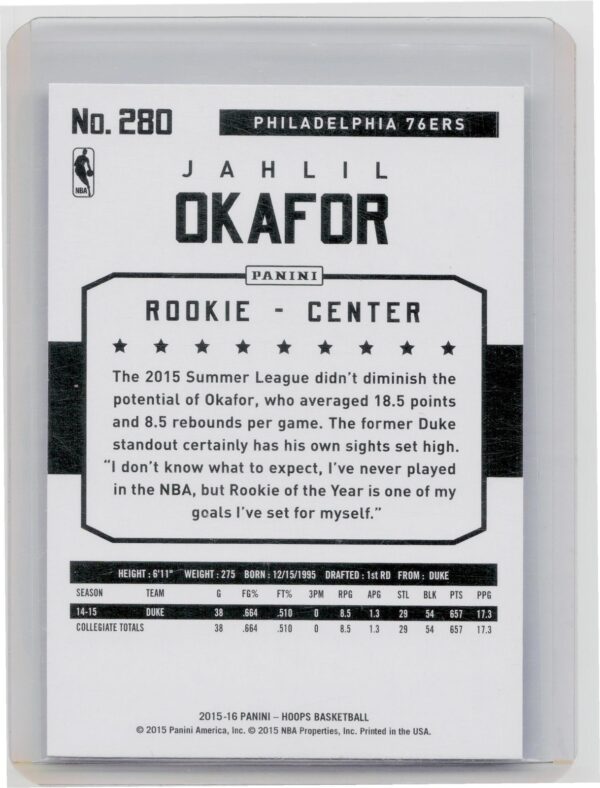 No. 280
PHILADELPHIA 76ERS
NBA
JAHLIL
OKAFOR
PANINI
ROOKIE - CENTER
The 2015 Summer League didn't diminish the
potential of Okafor, who averaged 18.5 points
and 8.5 rebounds per game. The former Duke
standout certainly has his own sights set high.
"I don't know what to expect, I've never played
in the NBA, but Rookie of the Year is one of my
goals I've set for myself."
HEIGHT: 6'11" WEIGHT: 275 BORN: 12/15/1995 DRAFTED: 1st RD FROM: DUKE
SEASON TEAM G FG% FT% 3PM RPG APG STL BLK PTS PPG
14-15 DUKE 38 .664 .510 0 8.5 1.3 29 54 657 17.3
COLLEGIATE TOTALS 38 .664 .510 0 8.5 1.3 29 54 657 17.3
2015-16 PANINI – HOOPS BASKETBALL
© 2015 Panini America, Inc. © 2015 NBA Properties, Inc. Printed in the USA.